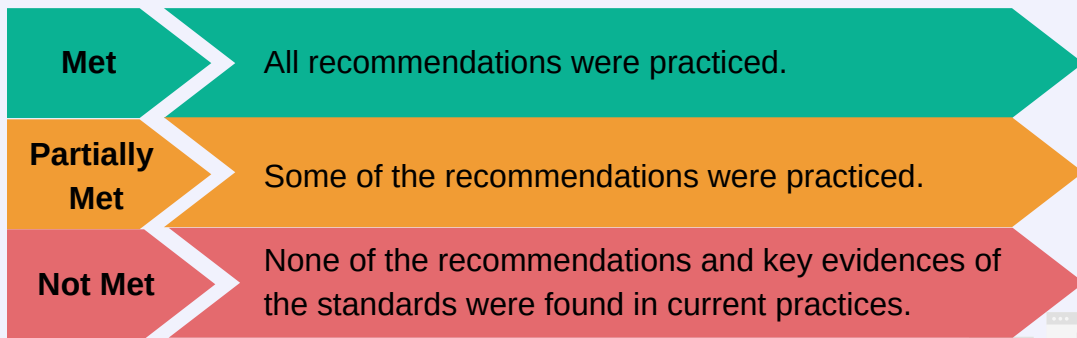 Met
All recommendations were practiced.
Partially
Met
Some of the recommendations were practiced.
Not Met
None of the recommendations and key evidences of
the standards were found in current practices.